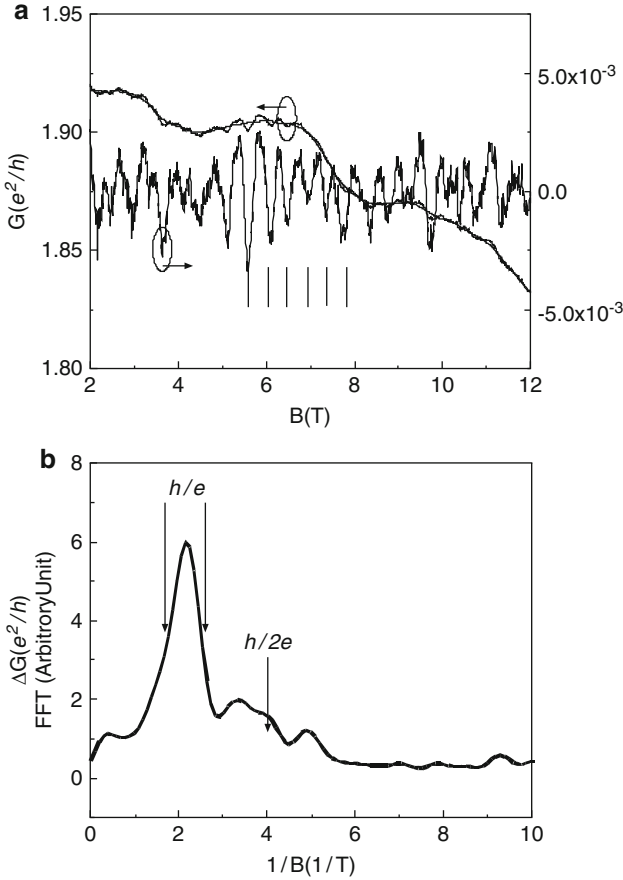 a
1.95
1.90
1.85
1.80
G(e²/h)
5.0x10⁻³
0.0
-5.0x10⁻³
2 4 6 8 10 12
B(T)
b
8
6
4
2
0
ΔG(e²/h)
FFT (ArbitroryUnit)
h/e
h/2e
0 2 4 6 8 10
1/B(1/T)